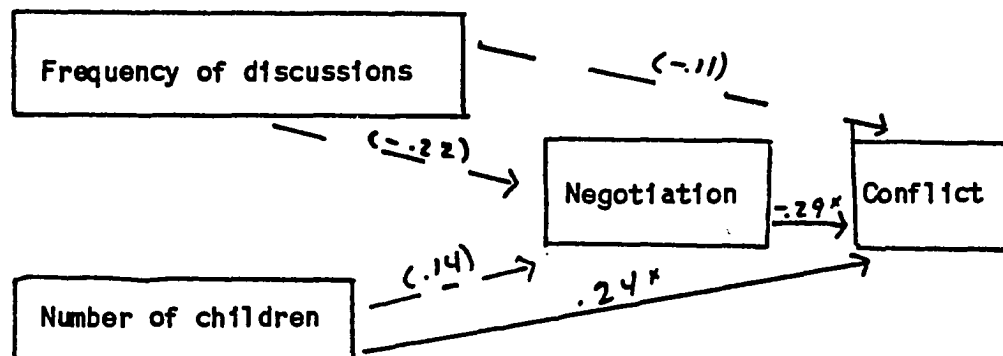 Frequency of discussions
(-.11)
(-.22)
Negotiation
-.29*
Conflict
(.14)
.24*
Number of children